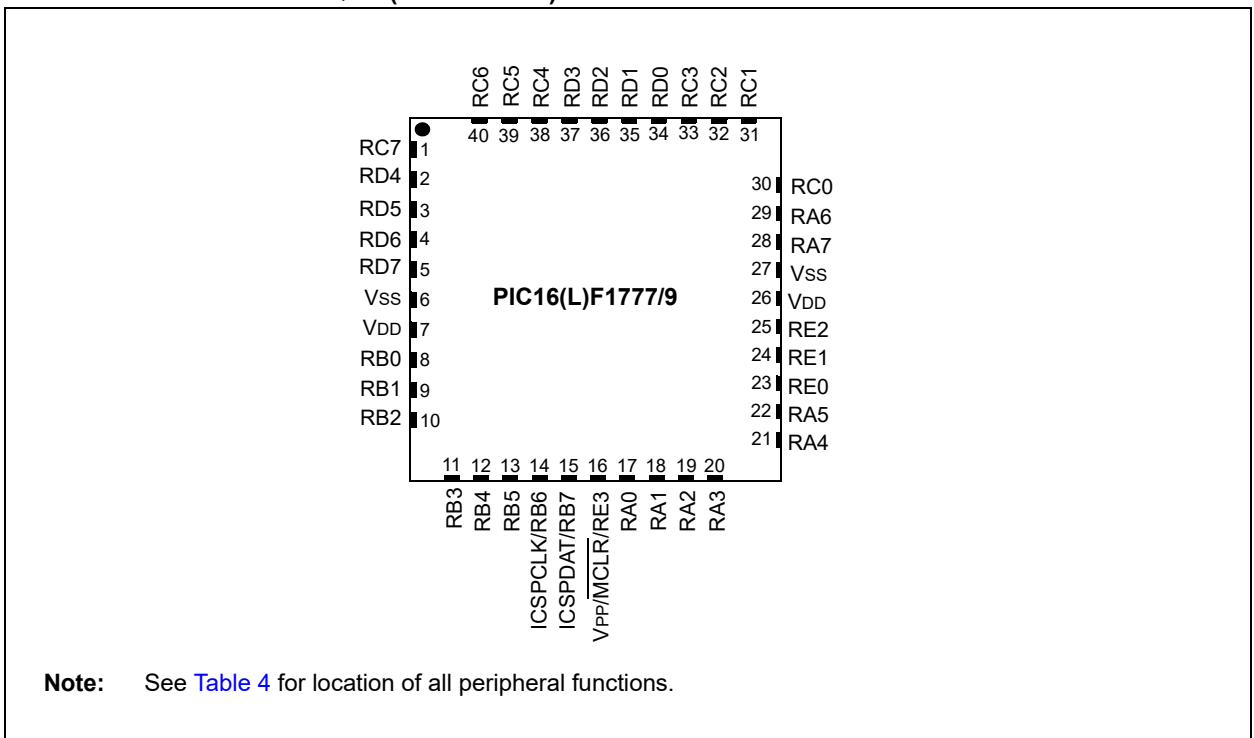 RC6 RC5 RC4 RD3 RD2 RD1 RD0 RC3 RC2 RC1
40 39 38 37 36 35 34 33 32 31
RC7 1
RD4 2
RD5 3
RD6 4
RD7 5
VSS 6
VDD 7
RB0 8
RB1 9
RB2 10
PIC16(L)F1777/9
30 RC0
29 RA6
28 RA7
27 VSS
26 VDD
25 RE2
24 RE1
23 RE0
22 RA5
21 RA4
11 12 13 14 15 16 17 18 19 20
RB3 RB4 RB5 ICSPCLK/RB6 ICSPDAT/RB7 VPP/MCLR/RE3 RA0 RA1 RA2 RA3
Note: See Table 4 for location of all peripheral functions.